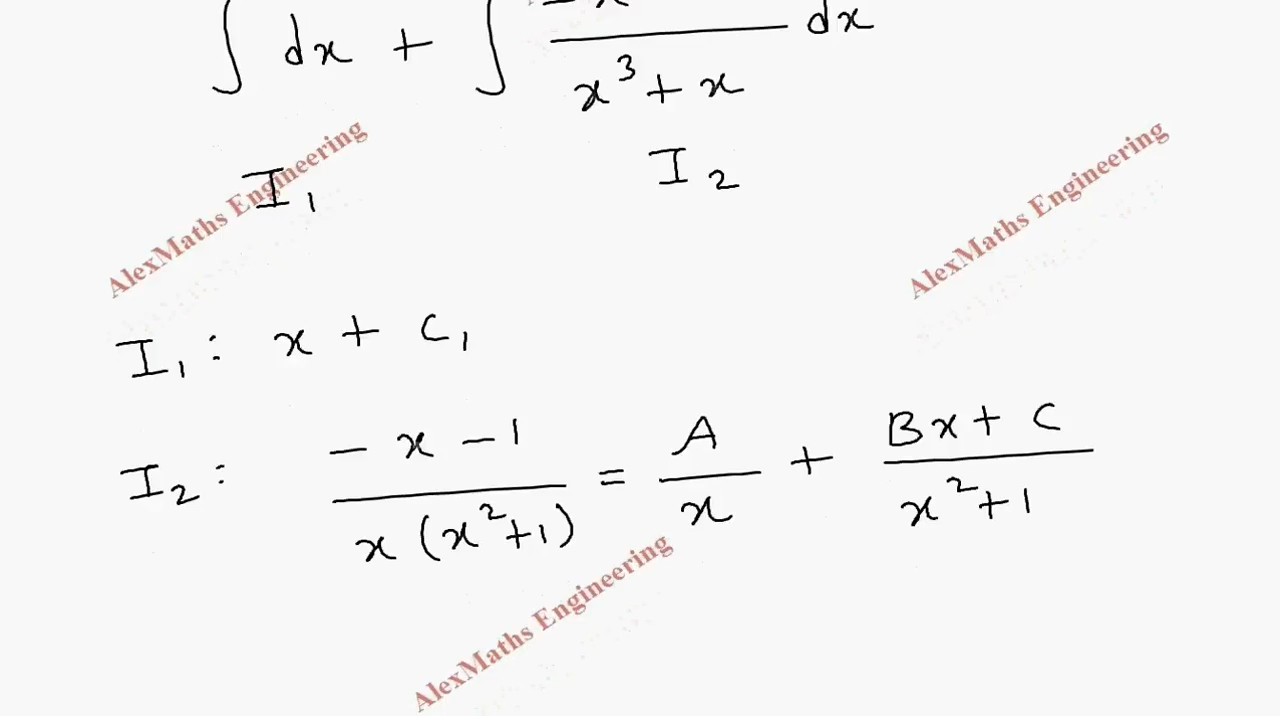 ∫ dx + ∫ dx
x³ + x
I₁ I₂
AlexMaths Engineering
AlexMaths Engineering
I₁ : x + c₁
I₂ : (- x - 1)/(x (x² + 1)) = A/x + (Bx + C)/(x² + 1)
AlexMaths Engineering